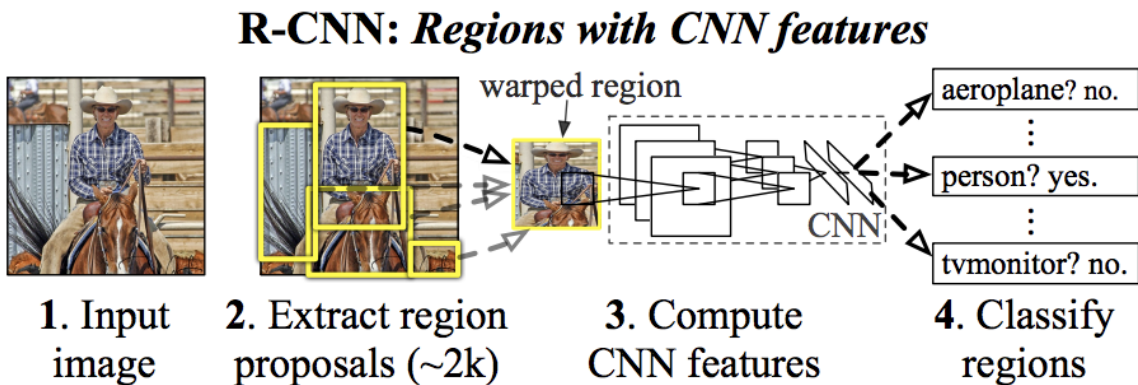 R-CNN: Regions with CNN features
warped region
aeroplane? no.
⋮
person? yes.
⋮
tvmonitor? no.
CNN
1. Input
image
2. Extract region
proposals (~2k)
3. Compute
CNN features
4. Classify
regions